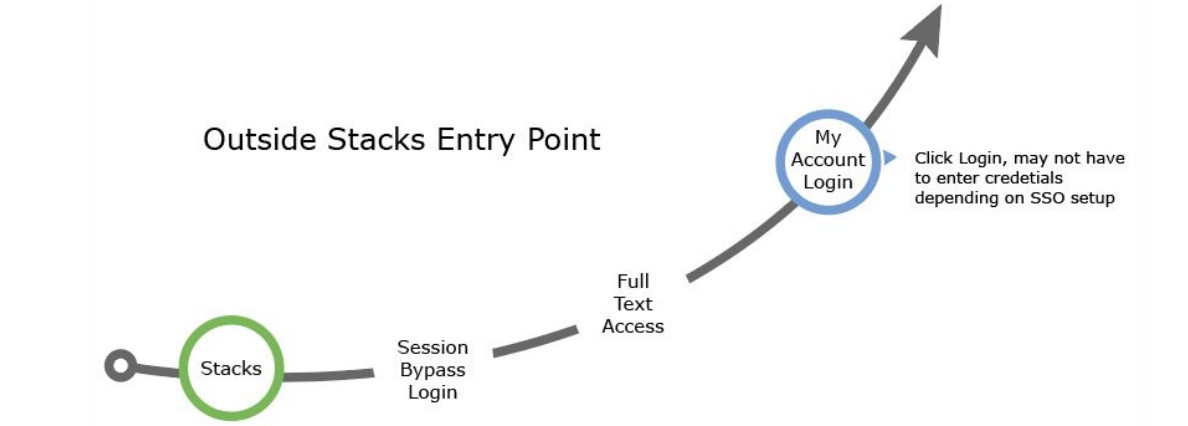 Outside Stacks Entry Point
My
Account
Login
Click Login, may not have
to enter credetials
depending on SSO setup
Full
Text
Access
Session
Bypass
Login
Stacks